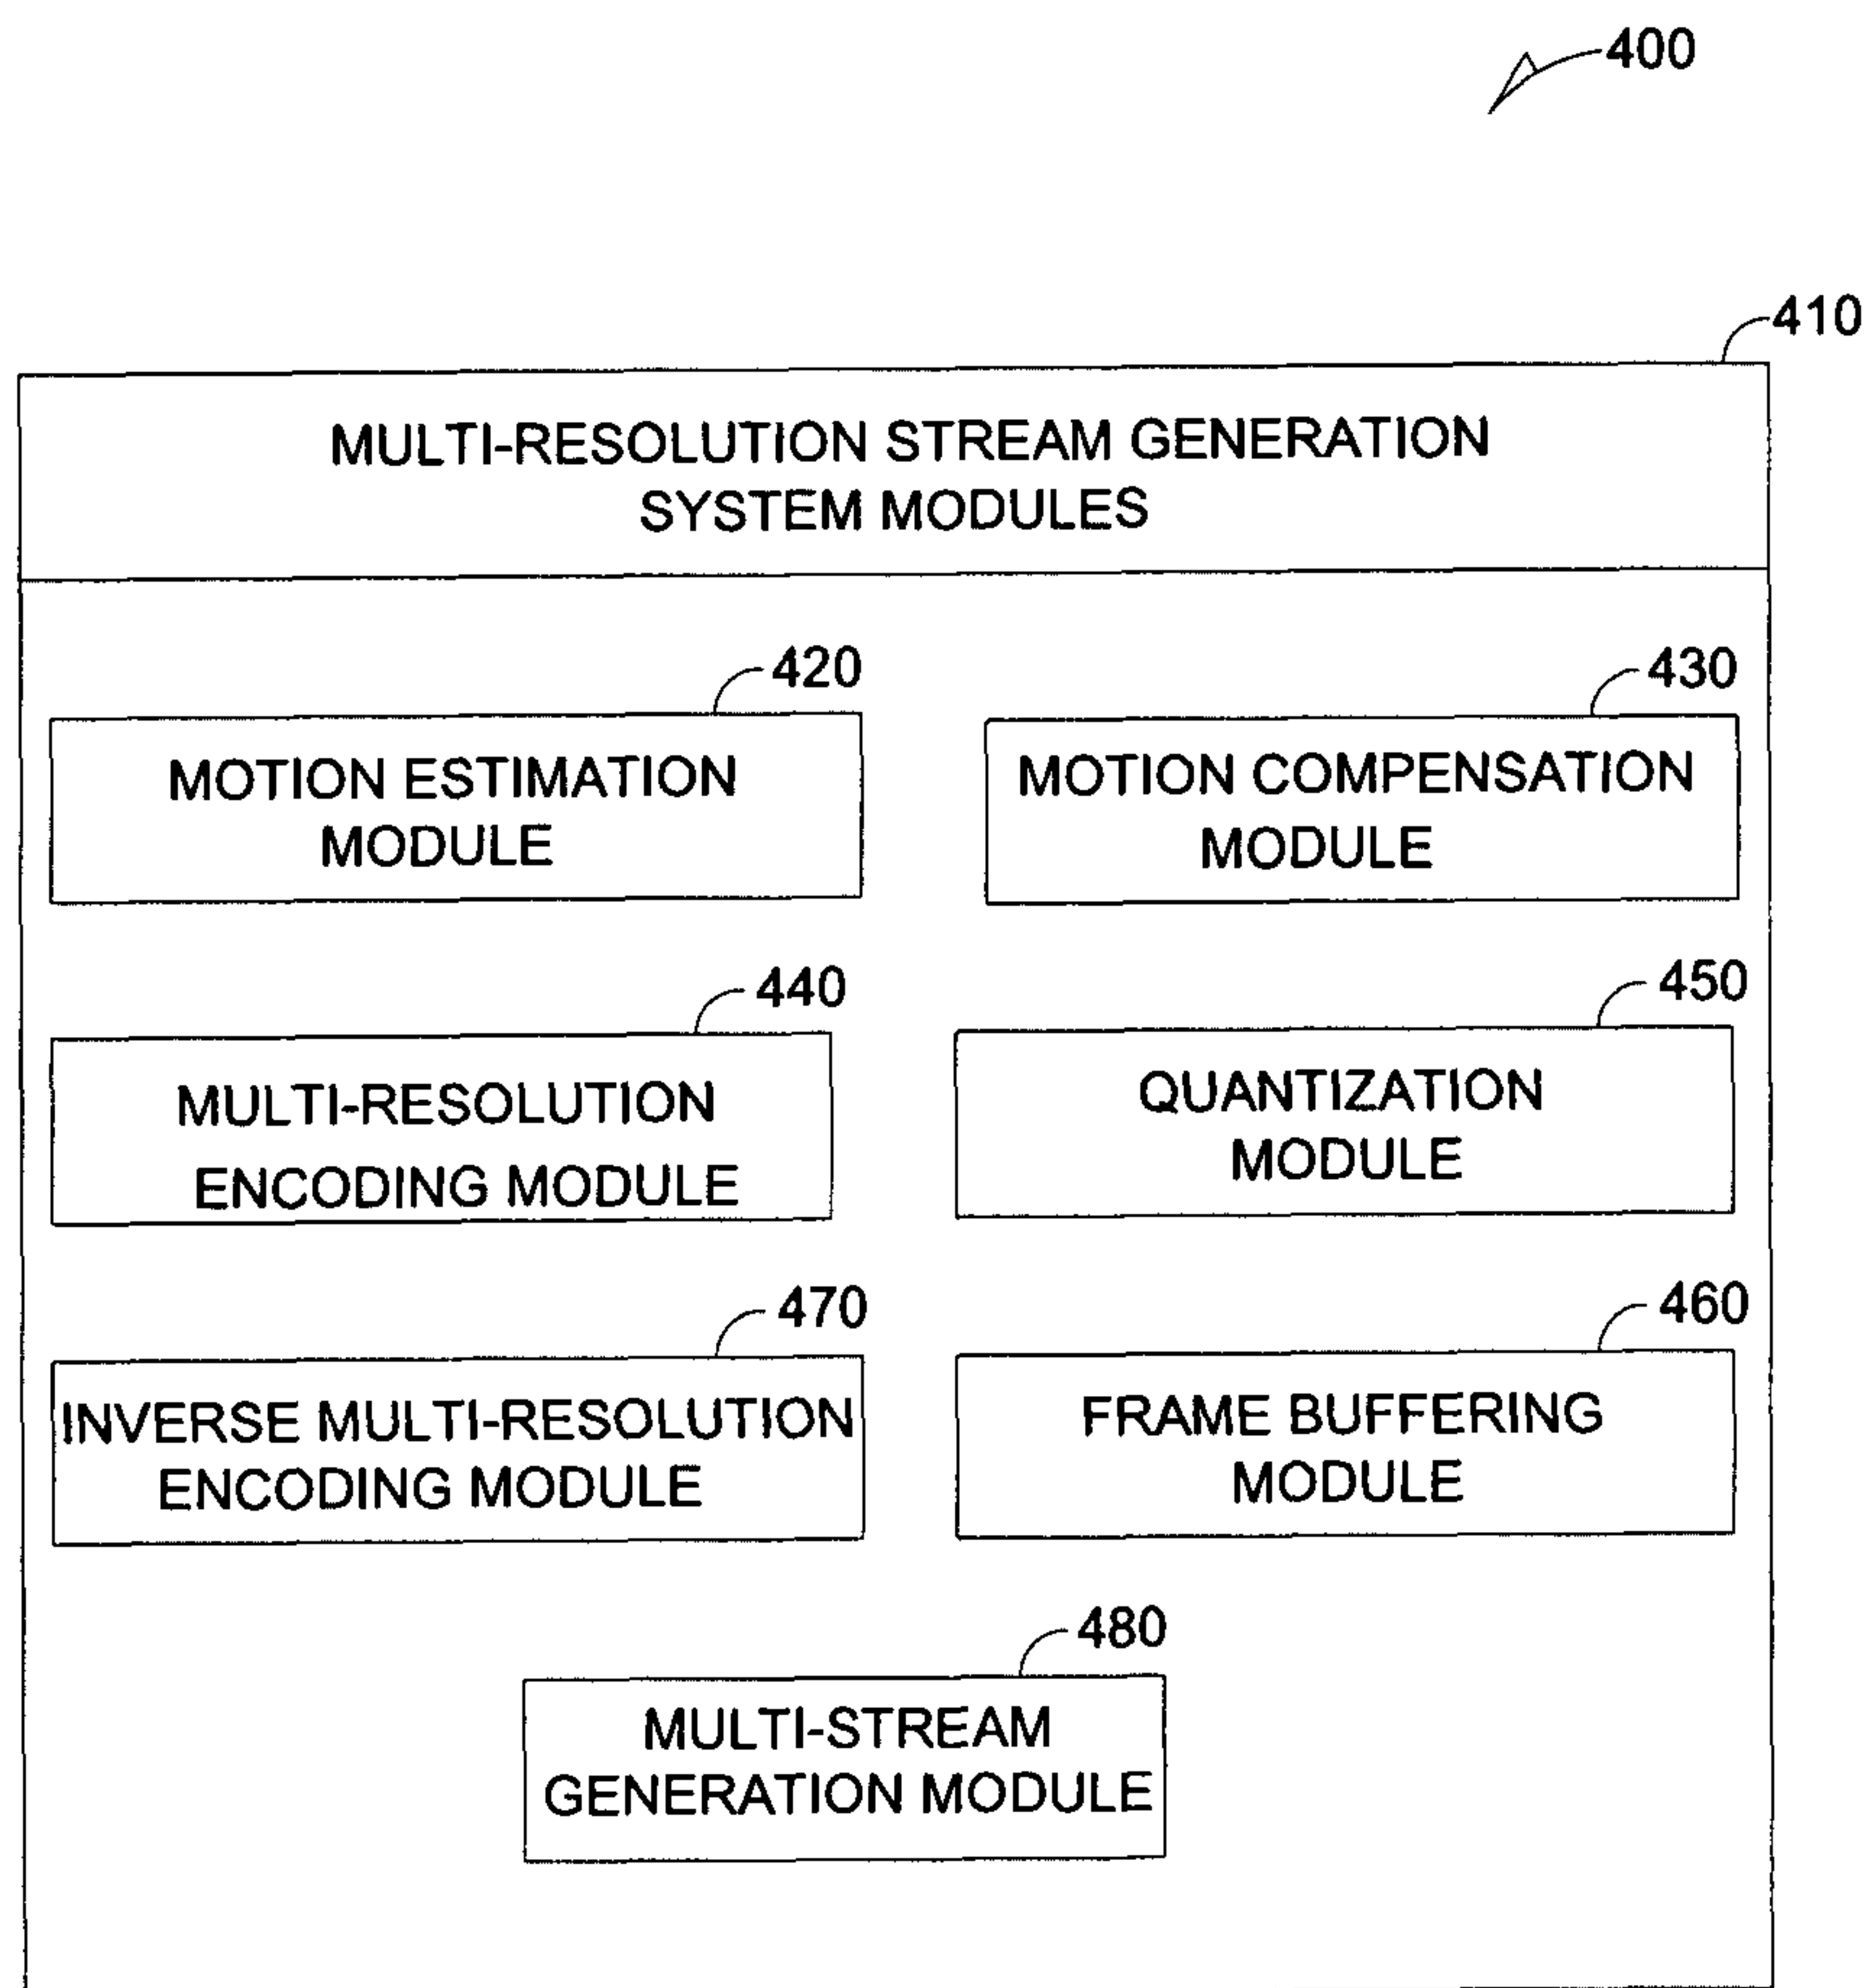 400
410
MULTI-RESOLUTION STREAM GENERATION
SYSTEM MODULES
420
MOTION ESTIMATION
MODULE
430
MOTION COMPENSATION
MODULE
440
MULTI-RESOLUTION
ENCODING MODULE
450
QUANTIZATION
MODULE
470
INVERSE MULTI-RESOLUTION
ENCODING MODULE
460
FRAME BUFFERING
MODULE
480
MULTI-STREAM
GENERATION MODULE